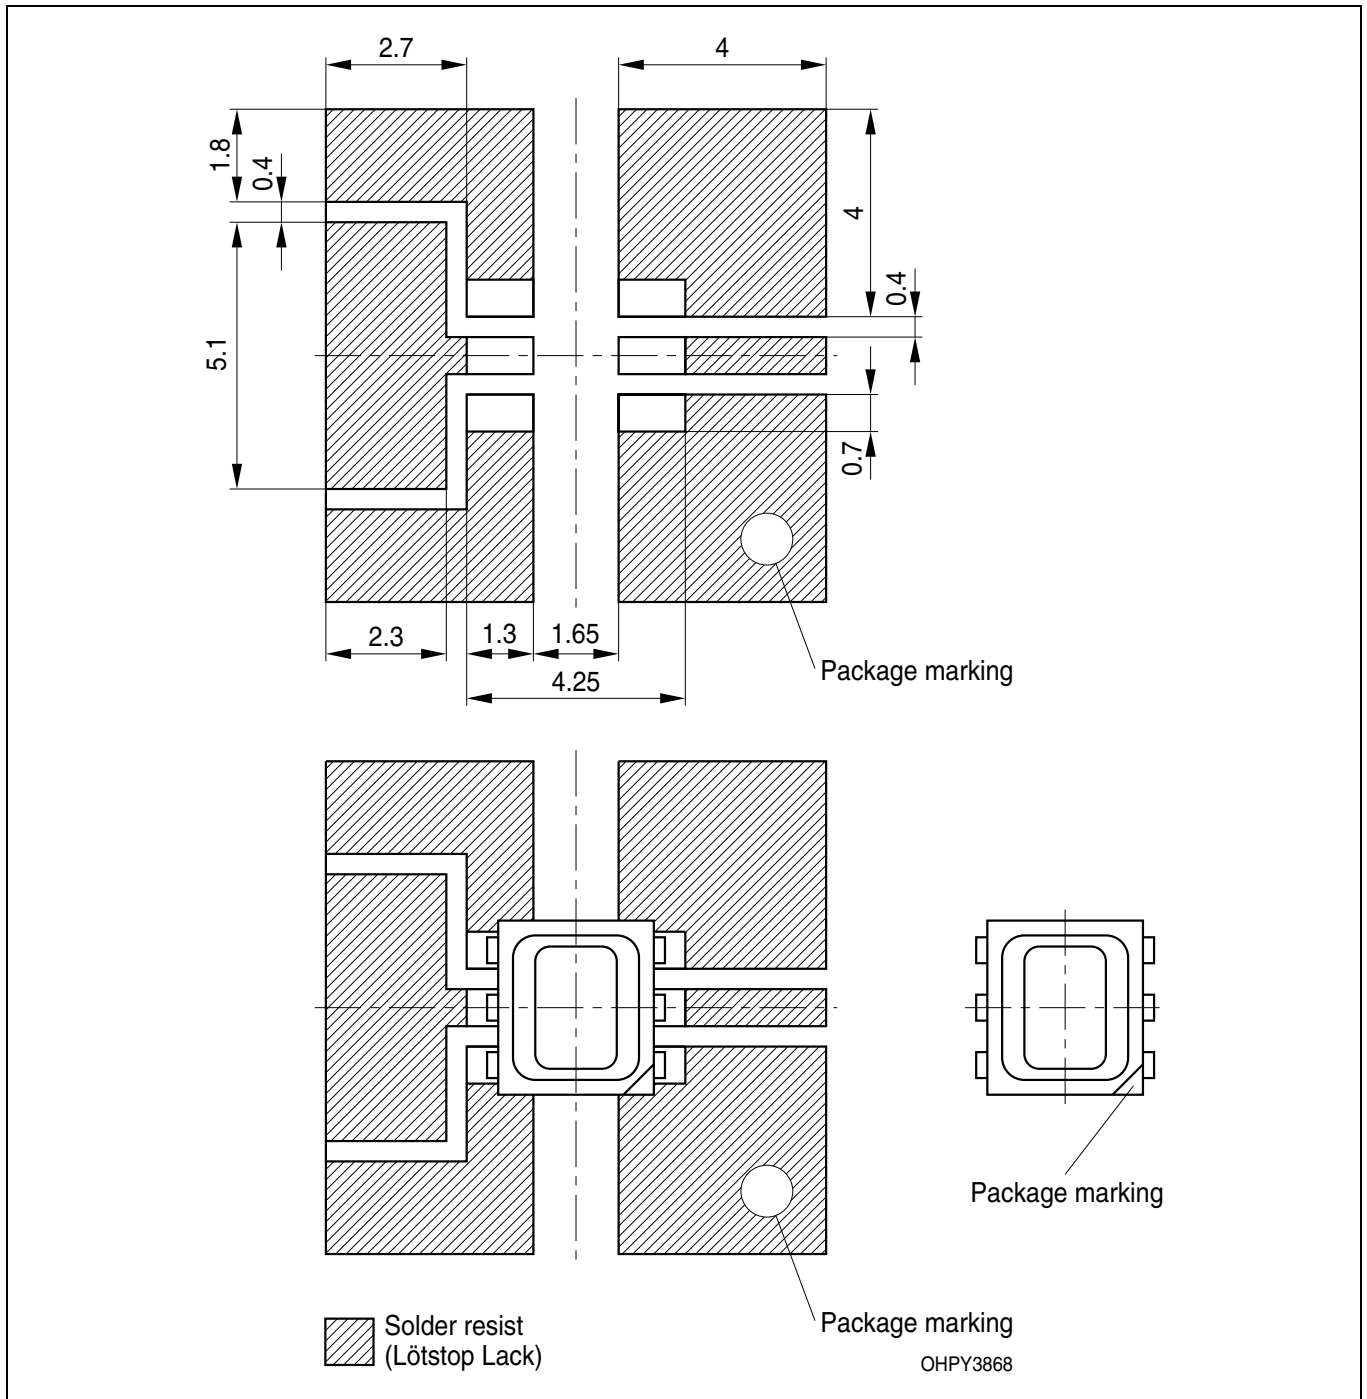 2.7
4
1.8
0.4
4
0.4
5.1
0.7
2.3
1.3
1.65
4.25
Package marking
Package marking
Package marking
Solder resist
(Lötstop Lack)
OHPY3868